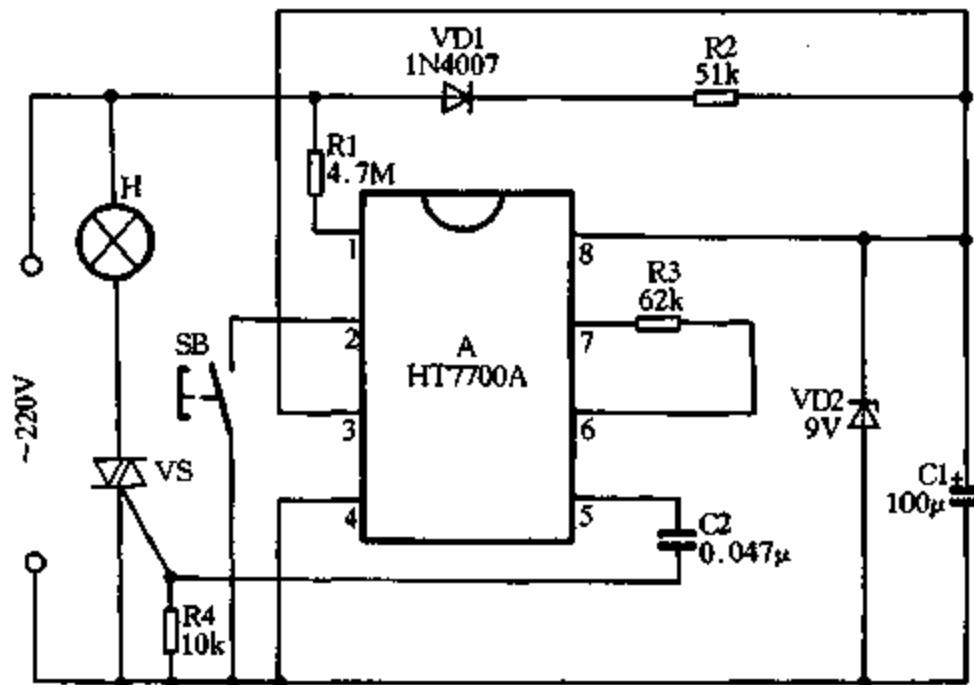 VD1
1N4007
R2
51k
R1
4.7M
H
1
8
R3
62k
2
7
A
HT7700A
SB
~220V
VD2
9V
3
6
VS
C1+
100μ
4
5
C2
0.047μ
R4
10k